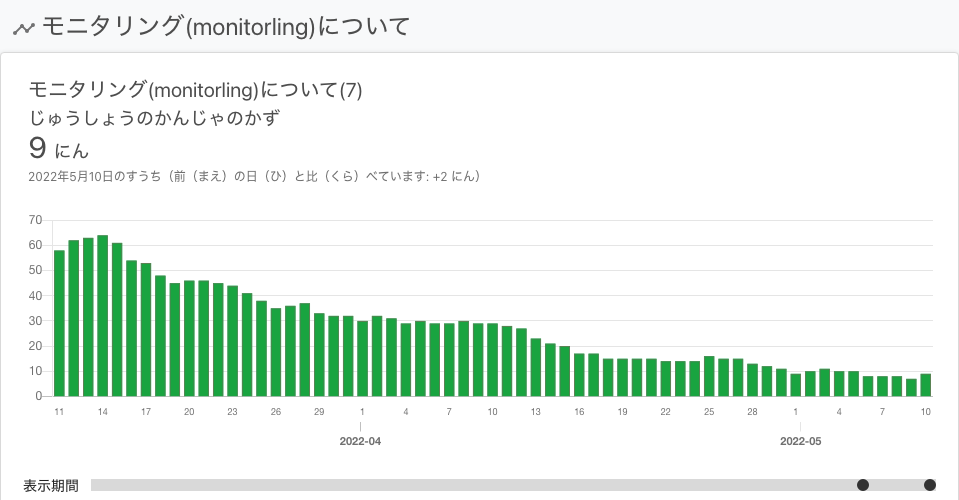 モニタリング(monitorling)について
モニタリング(monitorling)について(7)
じゅうしょうのかんじゃのかず
9 にん
2022年5月10日のすうち（前（まえ）の日（ひ）と比（くら）べています: +2 にん）
70
60
50
40
30
20
10
0
11 14 17 20 23 26 29 1 4 7 10 13 16 19 22 25 28 1 4 7 10
2022-04 2022-05
表示期間